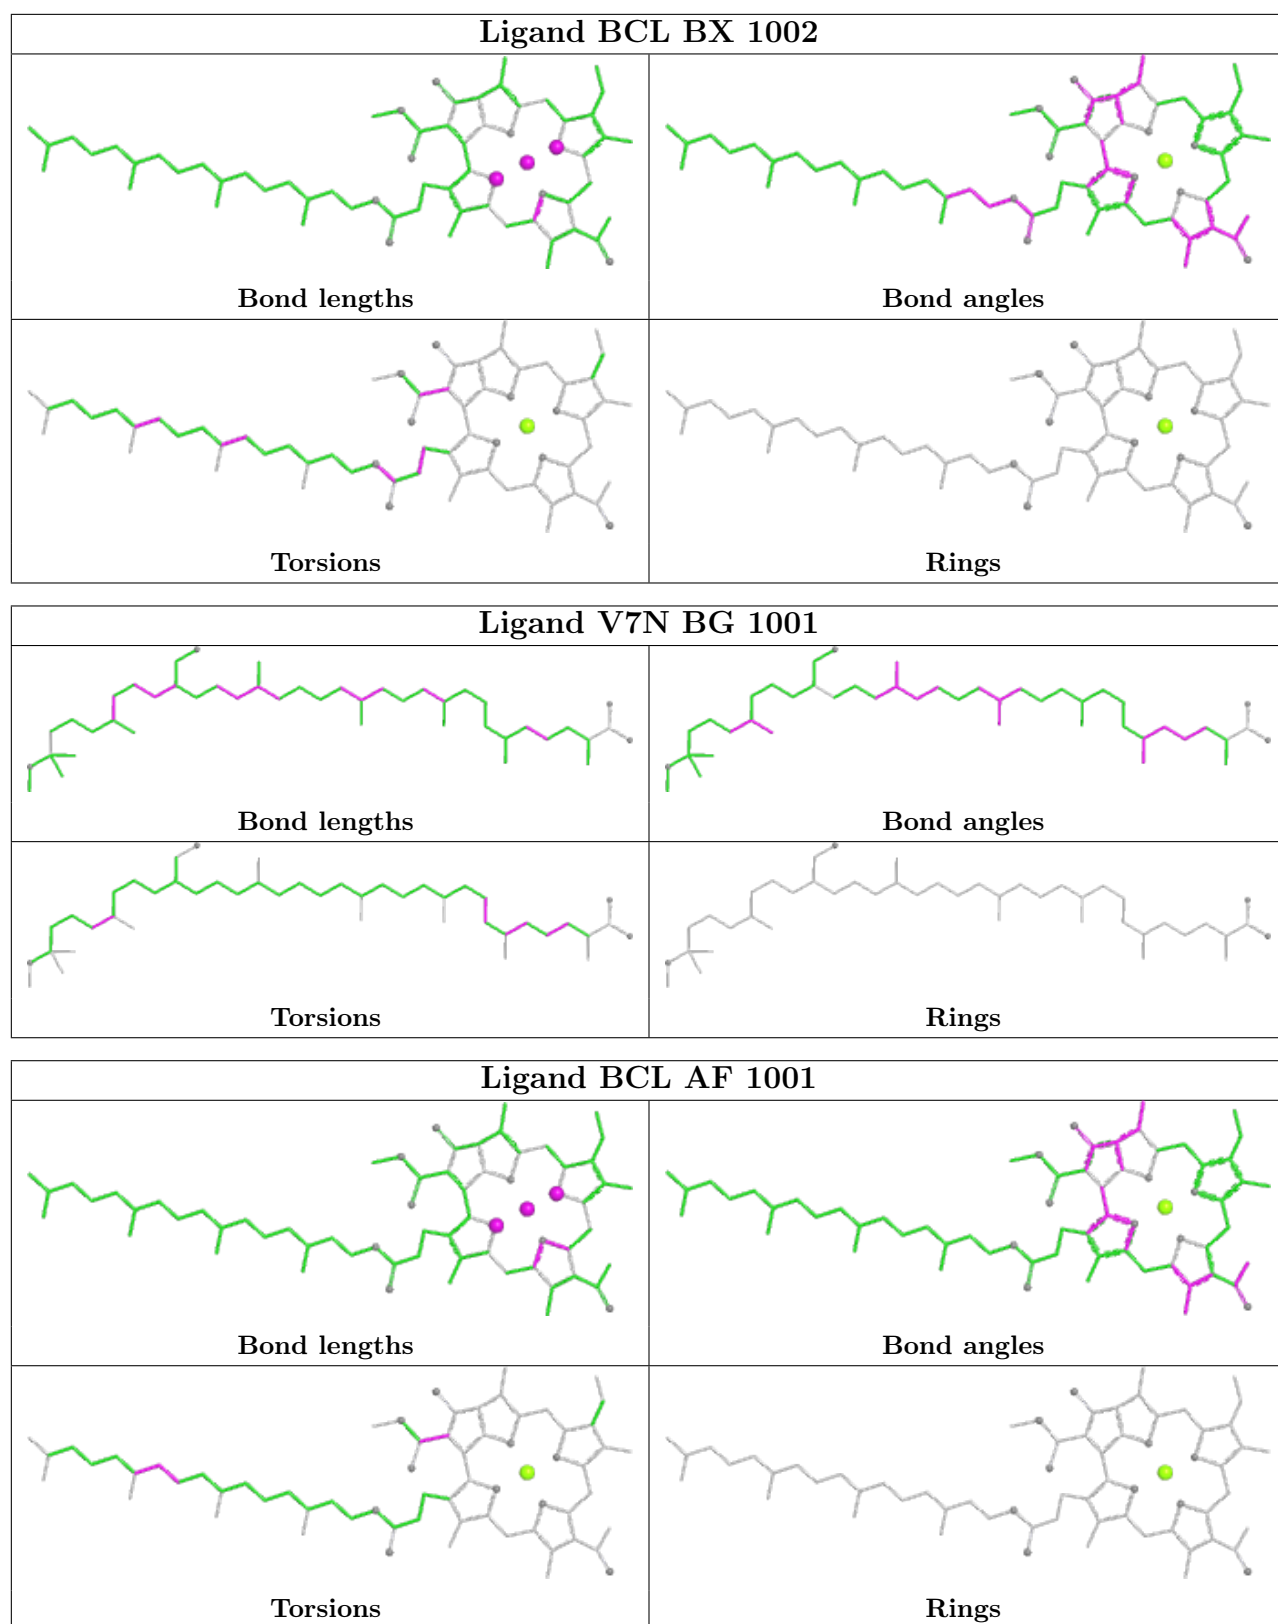 Ligand BCL BX 1002
Bond lengths
Bond angles
Torsions
Rings
Ligand V7N BG 1001
Bond lengths
Bond angles
Torsions
Rings
Ligand BCL AF 1001
Bond lengths
Bond angles
Torsions
Rings